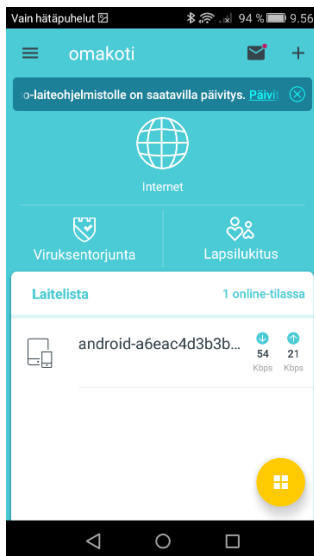 Vain hätäpuhelut 94 % 9.56
omakoti
o-laiteohjelmistolle on saatavilla päivitys. Päivit
Internet
Viruksentorjunta Lapsilukitus
Laitelista 1 online-tilassa
android-a6eac4d3b3b... 54 21
Kbps Kbps